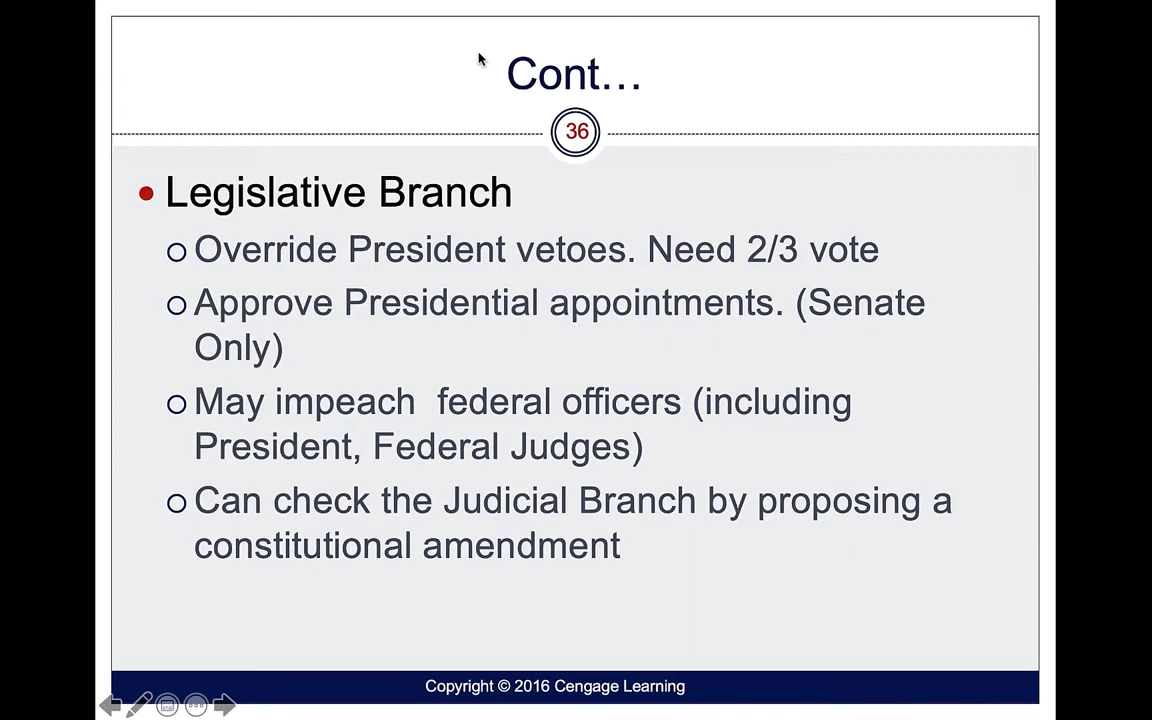 Cont…
36
Legislative Branch
Override President vetoes. Need 2/3 vote
Approve Presidential appointments. (Senate
Only)
May impeach  federal officers (including
President, Federal Judges)
Can check the Judicial Branch by proposing a
constitutional amendment
Copyright © 2016 Cengage Learning